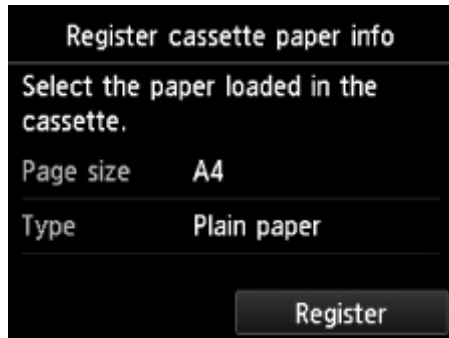 Register cassette paper info
Select the paper loaded in the
cassette.
Page size A4
Type Plain paper
Register